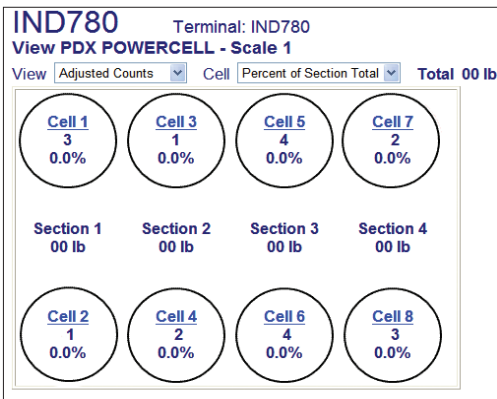 IND780 Terminal: IND780
View PDX POWERCELL - Scale 1
View Adjusted Counts Cell Percent of Section Total Total 00 lb
Cell 1 Cell 3 Cell 5 Cell 7
3 1 4 2
0.0% 0.0% 0.0% 0.0%
Section 1 Section 2 Section 3 Section 4
00 lb 00 lb 00 lb 00 lb
Cell 2 Cell 4 Cell 6 Cell 8
1 2 4 3
0.0% 0.0% 0.0% 0.0%